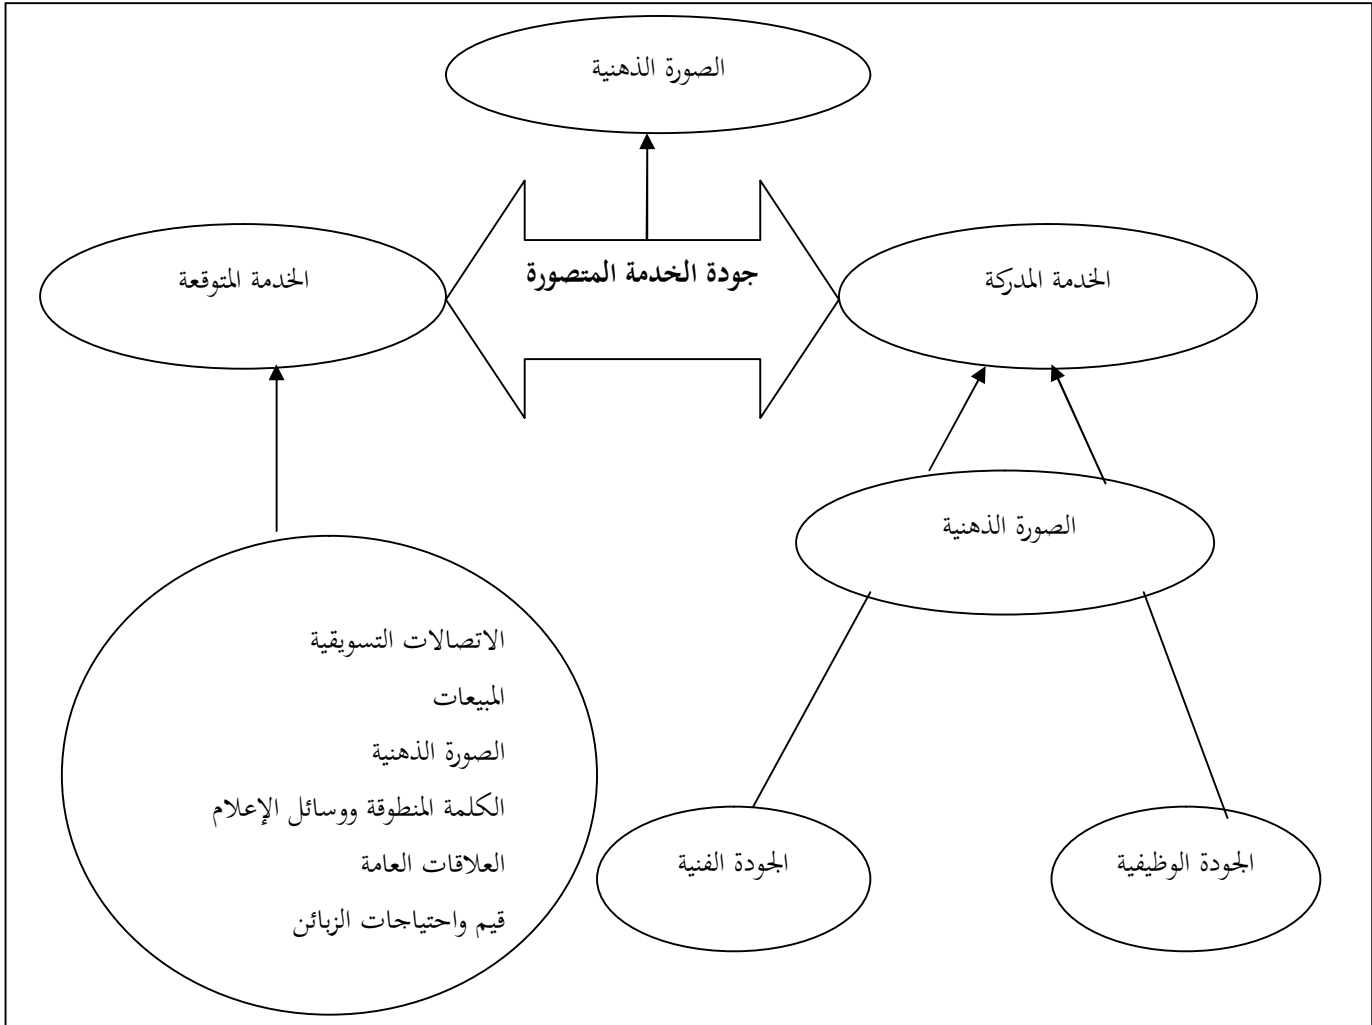 الصورة الذهنية
الخدمة المدركة
جودة الخدمة المتصورة
الخدمة المتوقعة
الصورة الذهنية
الاتصالات التسويقية
المبيعات
الصورة الذهنية
الكلمة المنطوقة ووسائل الإعلام
العلاقات العامة
قيم واحتياجات الزبائن
الجودة الوظيفية
الجودة الفنية